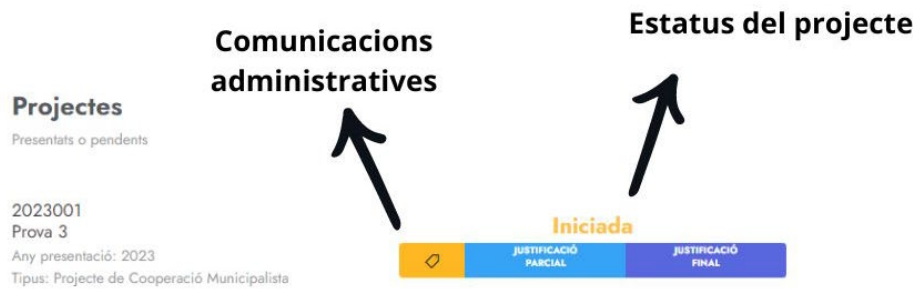 Comunicacions
administratives
Estatus del projecte
Projectes
Presentats o pendents
2023001
Prova 3
Any presentació: 2023
Tipus: Projecte de Cooperació Municipalista
Iniciada
JUSTIFICACIÓ
PARCIAL
JUSTIFICACIÓ
FINAL